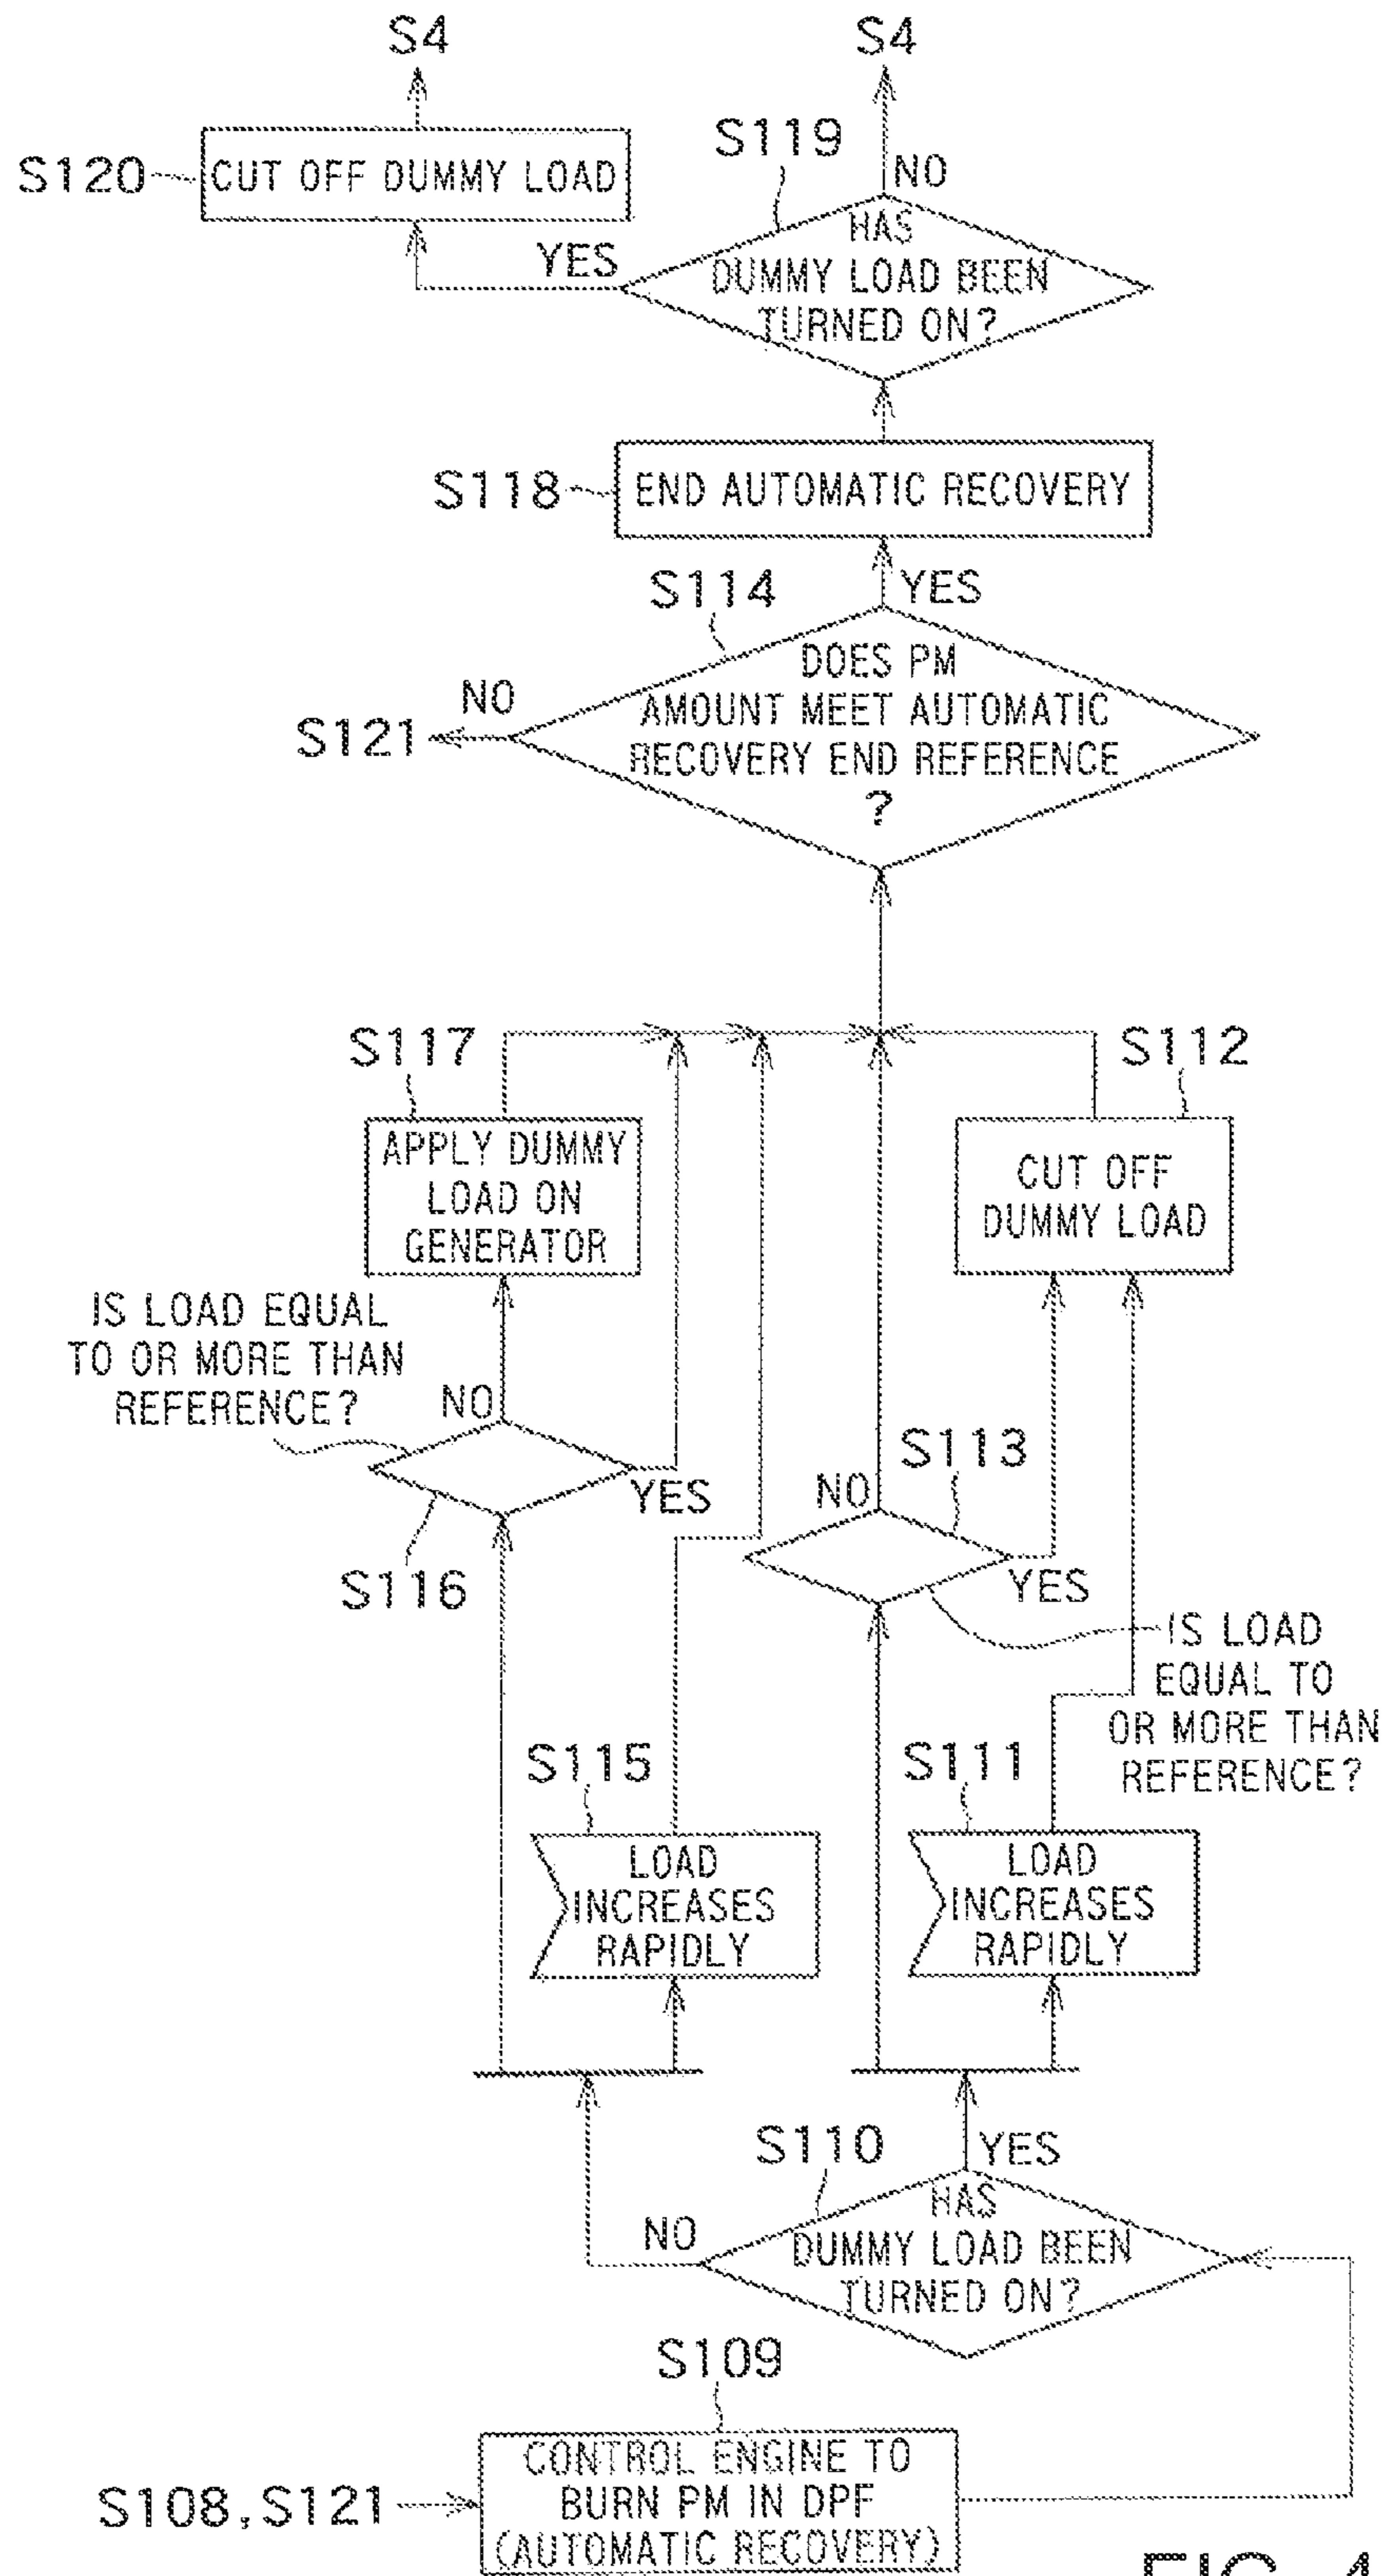 S4
S4
S120
CUT OFF DUMMY LOAD
S119
NO
YES
HAS
DUMMY LOAD BEEN
TURNED ON?
S118
END AUTOMATIC RECOVERY
S114
YES
NO
S121
DOES PM
AMOUNT MEET AUTOMATIC
RECOVERY END REFERENCE
?
S117
S112
APPLY DUMMY
LOAD ON
GENERATOR
CUT OFF
DUMMY LOAD
IS LOAD EQUAL
TO OR MORE THAN
REFERENCE?
NO
YES
S116
S113
NO
YES
IS LOAD
EQUAL TO
OR MORE THAN
REFERENCE?
S115
S111
LOAD
INCREASES
RAPIDLY
LOAD
INCREASES
RAPIDLY
S110
YES
NO
HAS
DUMMY LOAD BEEN
TURNED ON?
S109
CONTROL ENGINE TO
BURN PM IN DPF
(AUTOMATIC RECOVERY)
S108,S121
FIG. 4